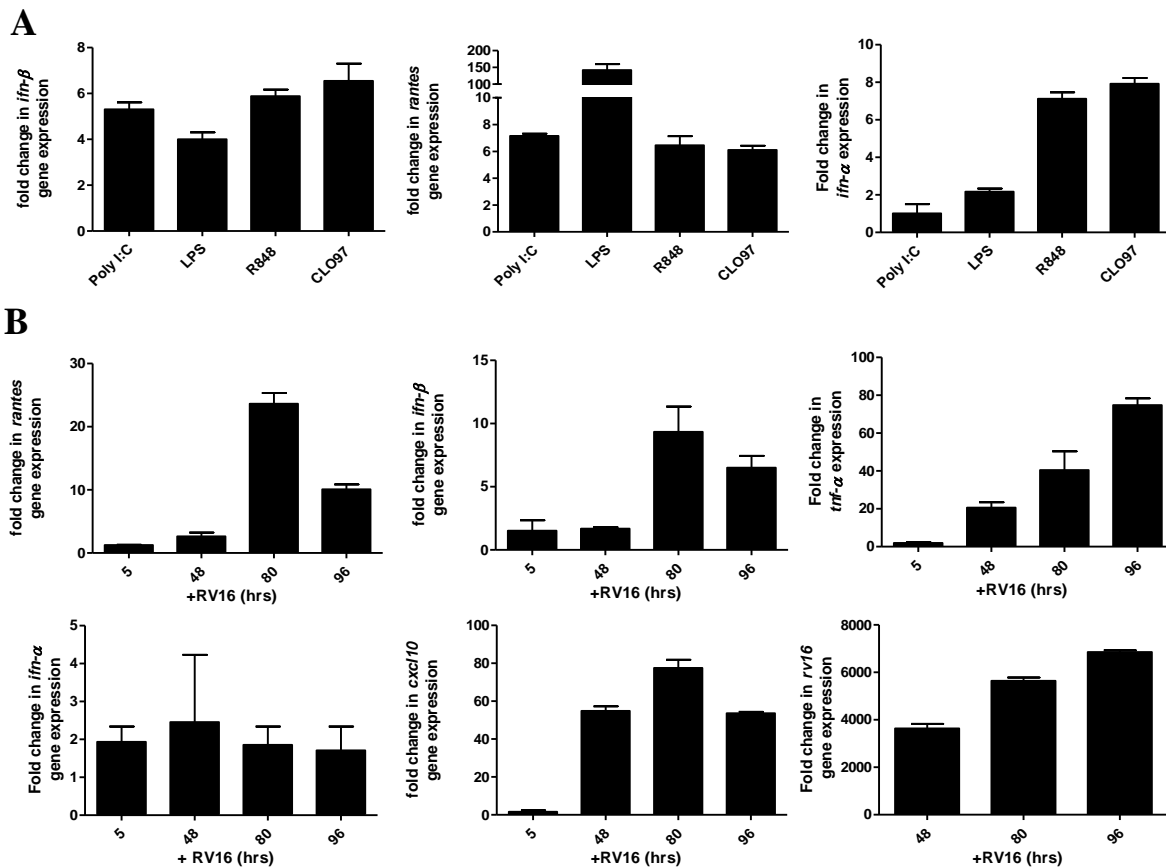 A
fold change in ifn-β
gene expression
8
6
4
2
0
Poly I:C
LPS
R848
CLO97
fold change in rantes
gene expression
200
150
100
10
8
6
4
2
0
Poly I:C
LPS
R848
CLO97
Fold change in
ifn-α expression
10
8
6
4
2
0
Poly I:C
LPS
R848
CLO97
B
fold change in rantes
gene expression
30
20
10
0
5
48
80
96
+RV16 (hrs)
fold change in ifn-β
gene expression
15
10
5
0
5
48
80
96
+RV16 (hrs)
Fold change in
tnf-α expression
100
80
60
40
20
0
5
48
80
96
+RV16 (hrs)
Fold change in ifn-α
gene expression
5
4
3
2
1
0
5
48
80
96
+ RV16 (hrs)
fold change in cxcl10
gene expression
100
80
60
40
20
0
5
48
80
96
+RV16 (hrs)
Fold change in rv16
gene expression
8000
6000
4000
2000
0
48
80
96
+RV16 (hrs)